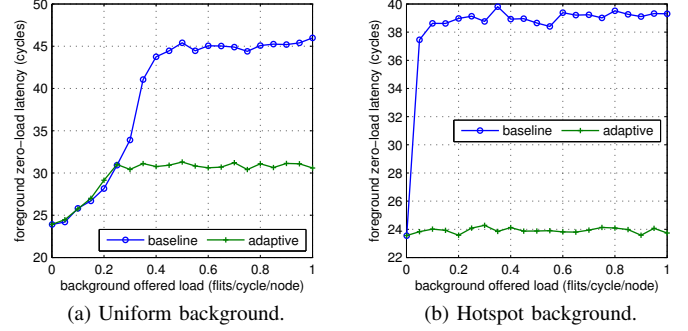 foreground zero−load latency (cycles)
50
45
40
35
30
25
20
0
0.2
0.4
0.6
0.8
1
baseline
adaptive
background offered load (flits/cycle/node)
(a) Uniform background.
foreground zero−load latency (cycles)
40
38
36
34
32
30
28
26
24
22
0
0.2
0.4
0.6
0.8
1
baseline
adaptive
background offered load (flits/cycle/node)
(b) Hotspot background.